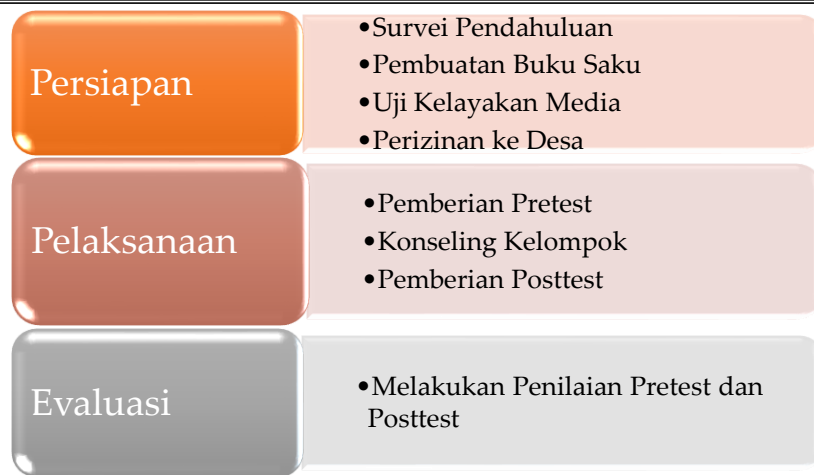 Persiapan
•Survei Pendahuluan
•Pembuatan Buku Saku
•Uji Kelayakan Media
•Perizinan ke Desa
Pelaksanaan
•Pemberian Pretest
•Konseling Kelompok
•Pemberian Posttest
Evaluasi
•Melakukan Penilaian Pretest dan
Posttest